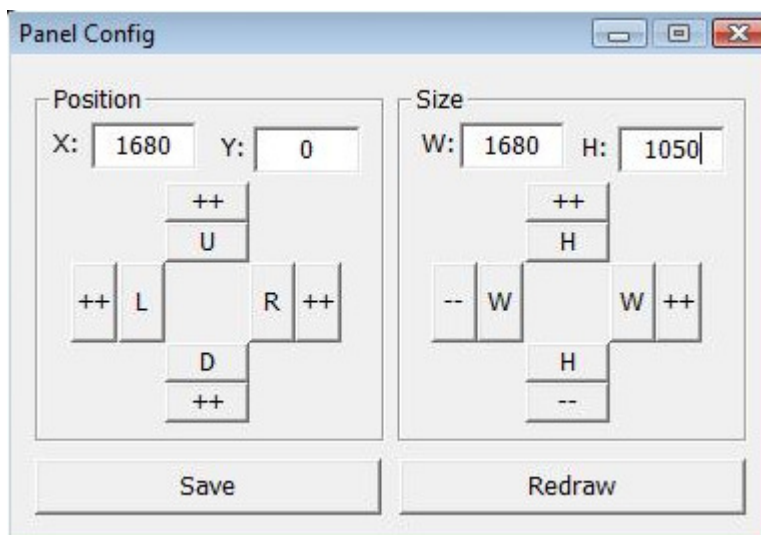 Panel Config
Position
Size
X: 1680 Y: 0
W: 1680 H: 1050
++
++
U
H
++ L R ++
-- W W ++
D
H
++
--
Save
Redraw